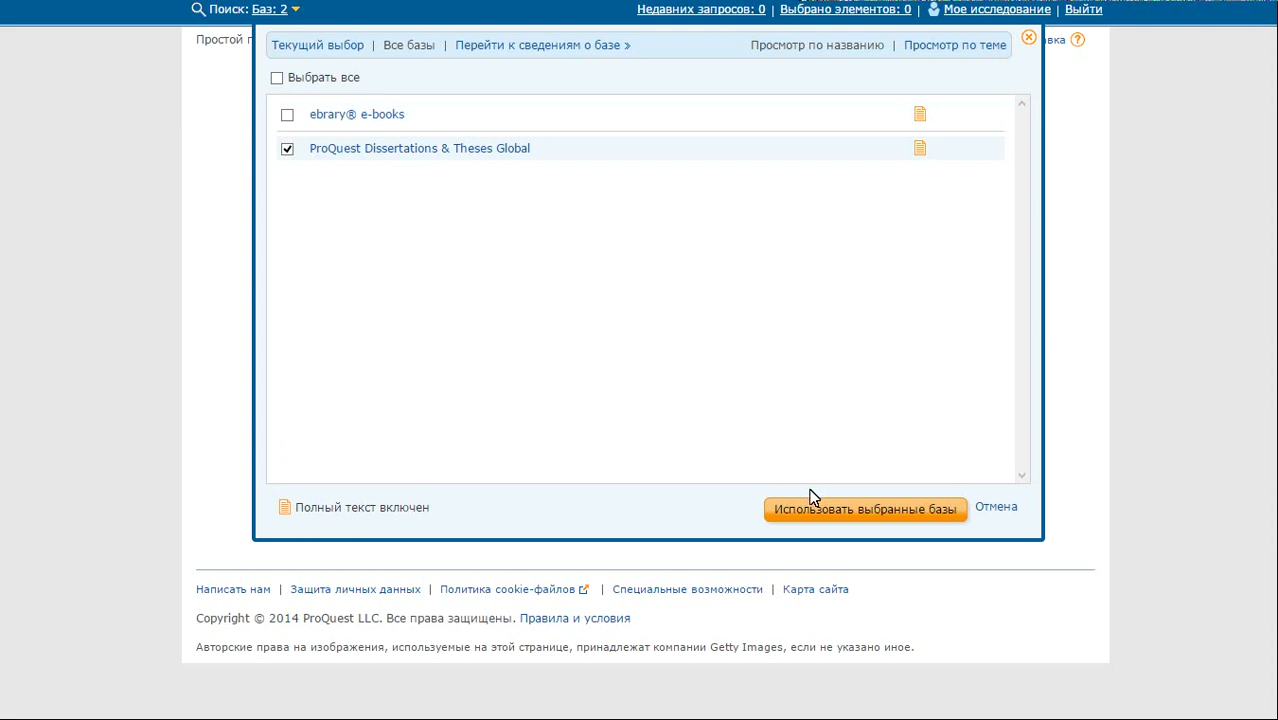 Поиск: Баз: 2 Недавних запросов: 0 | Выбрано элементов: 0 | Мое исследование | Выйти
Простой
Текущий выбор | Все базы | Перейти к сведениям о базе » Просмотр по названию | Просмотр по теме
Выбрать все
ebrary® e-books
ProQuest Dissertations & Theses Global
Полный текст включен Использовать выбранные базы Отмена
Написать нам | Защита личных данных | Политика cookie-файлов | Специальные возможности | Карта сайта
Copyright © 2014 ProQuest LLC. Все права защищены. Правила и условия
Авторские права на изображения, используемые на этой странице, принадлежат компании Getty Images, если не указано иное.